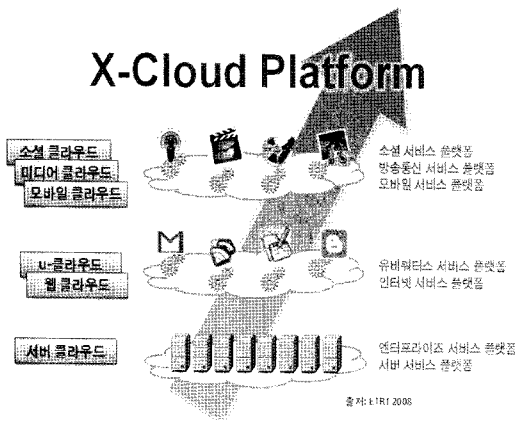 X-Cloud Platform
소셜 클라우드
미디어 클라우드
모바일 클라우드
소셜 서비스 플랫폼
방송통신 서비스 플랫폼
모바일 서비스 플랫폼
u-클라우드
웹 클라우드
유비쿼터스 서비스 플랫폼
인터넷 서비스 플랫폼
서버 클라우드
엔터프라이즈 서비스 플랫폼
서버 서비스 플랫폼
출처: ETRI 2008